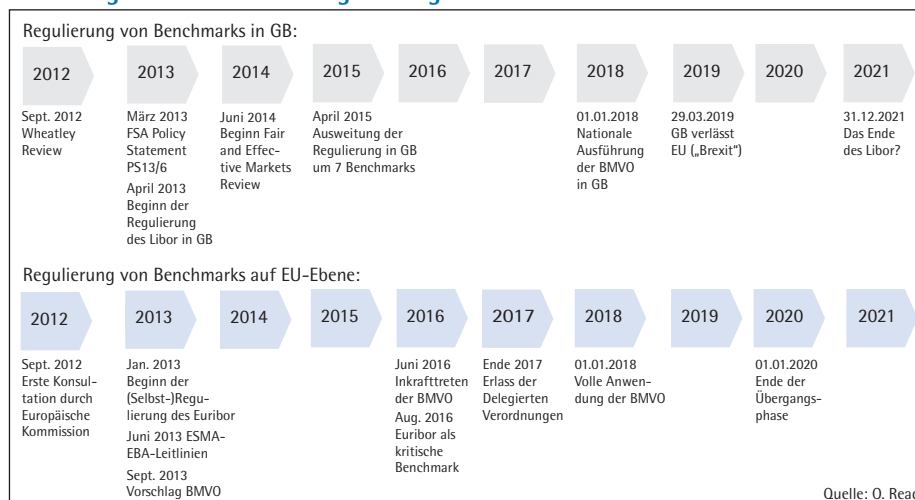 Regulierung von Benchmarks in GB:
2012
2013
2014
2015
2016
2017
2018
2019
2020
2021
Sept. 2012
Wheatley
Review
März 2013
FSA Policy
Statement
PS13/6
April 2013
Beginn der
Regulierung
des Libor in GB
Juni 2014
Beginn Fair
and Effec-
tive Markets
Review
April 2015
Ausweitung der
Regulierung in GB
um 7 Benchmarks
01.01.2018
Nationale
Ausführung
der BMVO
in GB
29.03.2019
GB verlässt
EU („Brexit“)
31.12.2021
Das Ende
des Libor?
Regulierung von Benchmarks auf EU-Ebene:
2012
2013
2014
2015
2016
2017
2018
2019
2020
2021
Sept. 2012
Erste Konsul-
tation durch
Europäische
Kommission
Jan. 2013
Beginn der
(Selbst-)Regu-
lierung des Euribor
Juni 2013 ESMA-
EBA-Leitlinien
Sept. 2013
Vorschlag BMVO
Juni 2016
Inkrafttreten
der BMVO
Aug. 2016
Euribor als
kritische
Benchmark
Ende 2017
Erlass der
Delegierten
Verordnungen
01.01.2018
Volle Anwen-
dung der BMVO
01.01.2020
Ende der
Übergangs-
phase
Quelle: O. Read